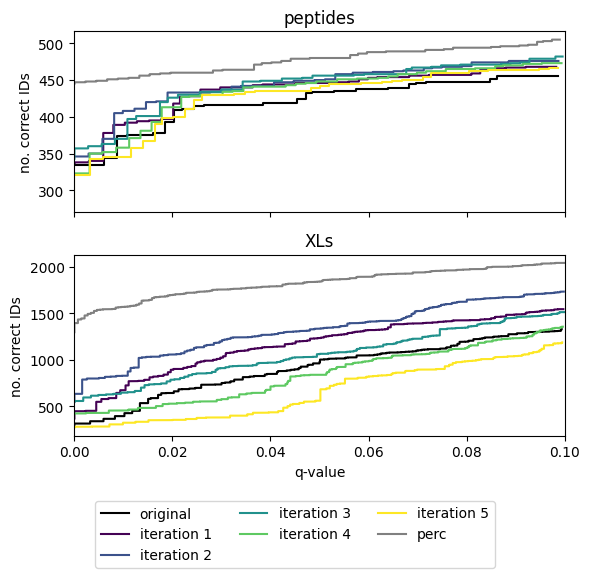 peptides
500
450
400
350
300
no. correct IDs
XLs
2000
1500
1000
500
no. correct IDs
0.00 0.02 0.04 0.06 0.08 0.10
q-value
original iteration 3 iteration 5
iteration 1 iteration 4 perc
iteration 2